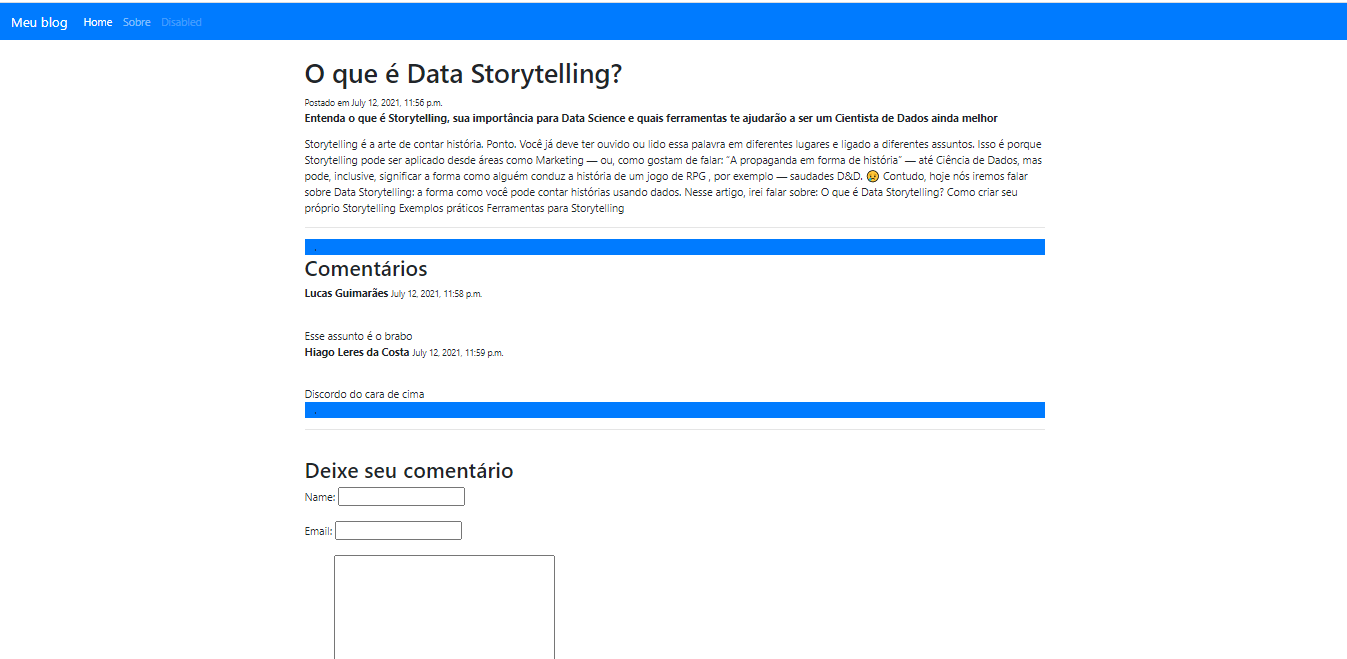 Meu blog Home Sobre Disabled
O que é Data Storytelling?
Postado em July 12, 2021, 11:56 p.m.
Entenda o que é Storytelling, sua importância para Data Science e quais ferramentas te ajudarão a ser um Cientista de Dados ainda melhor
Storytelling é a arte de contar história. Ponto. Você já deve ter ouvido ou lido essa palavra em diferentes lugares e ligado a diferentes assuntos. Isso é porque
Storytelling pode ser aplicado desde áreas como Marketing — ou, como gostam de falar: “A propaganda em forma de história” — até Ciência de Dados, mas
pode, inclusive, significar a forma como alguém conduz a história de um jogo de RPG , por exemplo — saudades D&D. 😢 Contudo, hoje nós iremos falar
sobre Data Storytelling: a forma como você pode contar histórias usando dados. Nesse artigo, irei falar sobre: O que é Data Storytelling? Como criar seu
próprio Storytelling Exemplos práticos Ferramentas para Storytelling
.
Comentários
Lucas Guimarães July 12, 2021, 11:58 p.m.
Esse assunto é o brabo
Hiago Leres da Costa July 12, 2021, 11:59 p.m.
Discordo do cara de cima
.
Deixe seu comentário
Name:
Email: